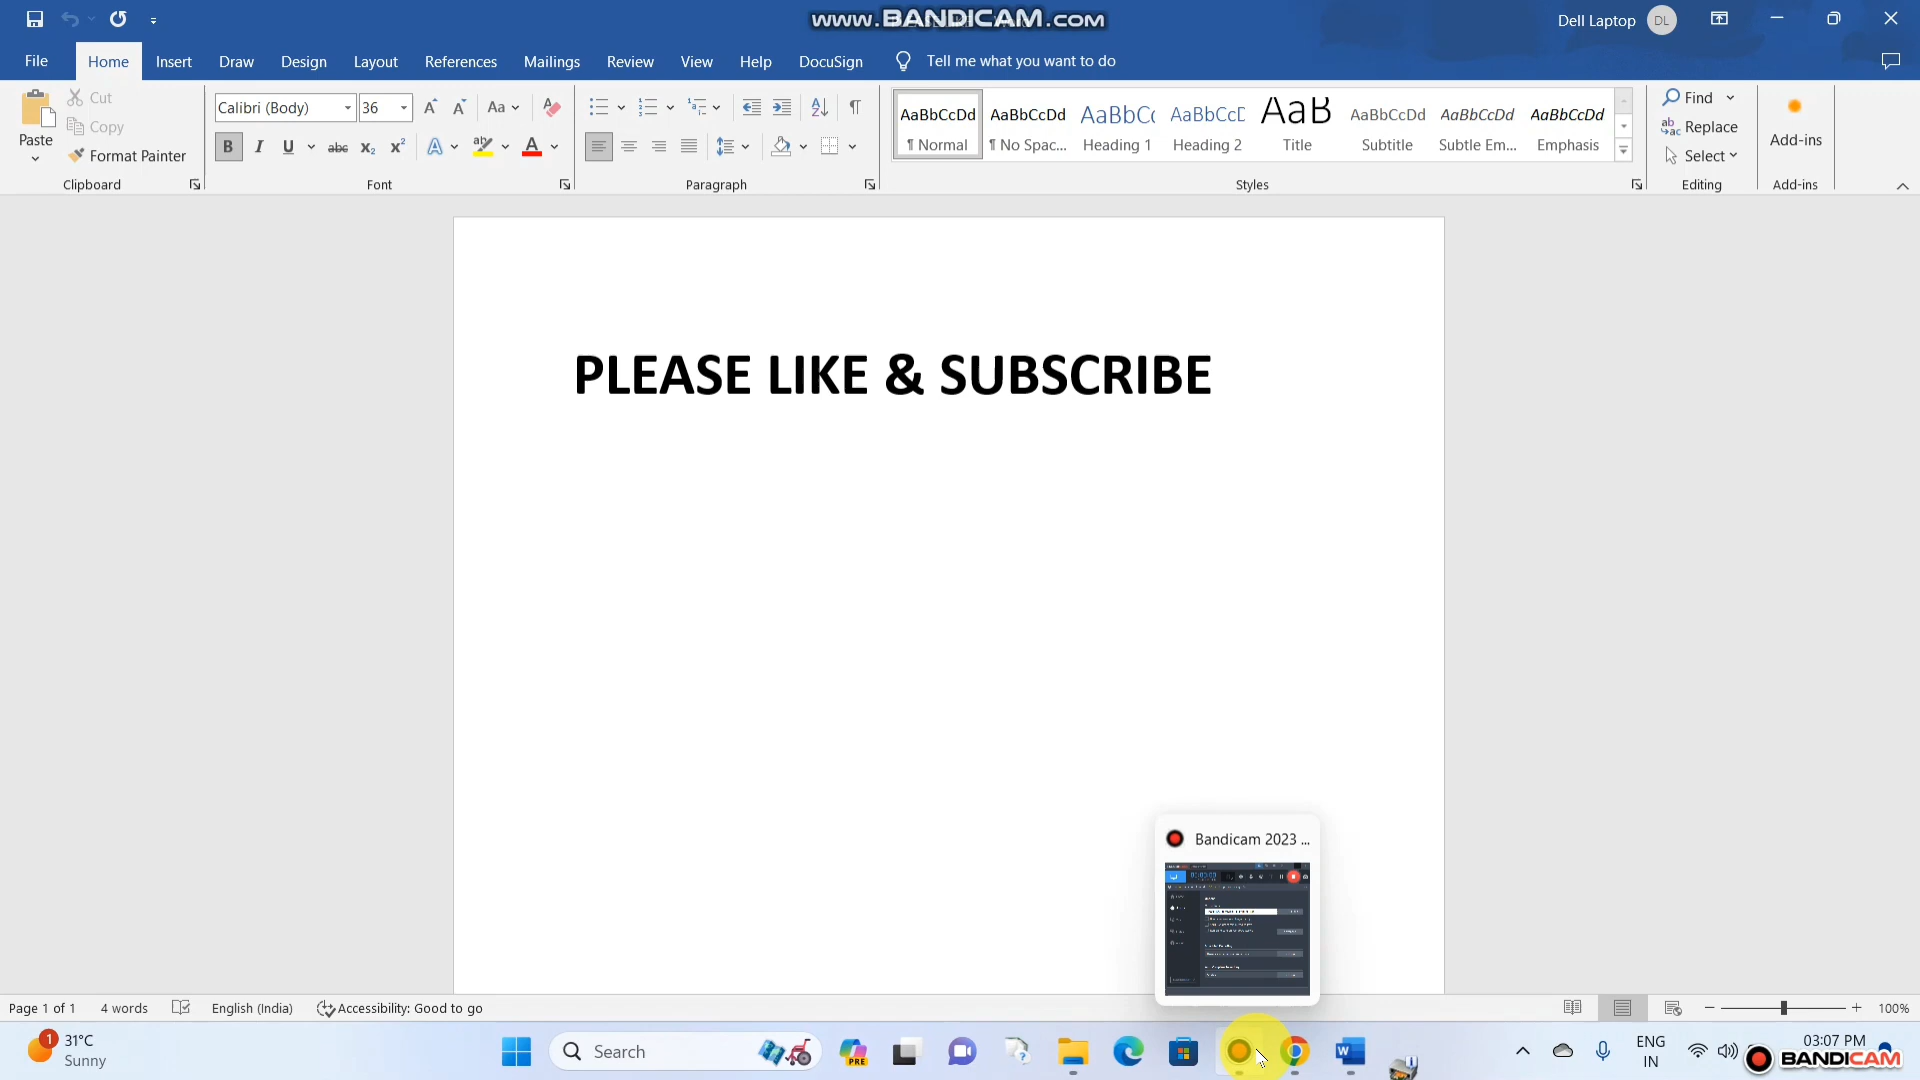 www.BANDICAM.COM
Dell Laptop DL
File Home Insert Draw Design Layout References Mailings Review View Help DocuSign Tell me what you want to do
Paste
Cut
Copy
Format Painter
Clipboard
Calibri (Body) 36
Font
Paragraph
AaBbCcDd AaBbCcDd AaBbC AaBbCcD AaB AaBbCcDd AaBbCcDd AaBbCcDd
¶ Normal ¶ No Spac... Heading 1 Heading 2 Title Subtitle Subtle Em... Emphasis
Styles
Find
Replace
Select
Editing
Add-ins
Add-ins
PLEASE LIKE & SUBSCRIBE
Bandicam 2023 ...
Page 1 of 1 4 words English (India) Accessibility: Good to go 100%
1
31°C
Sunny
Search
PRE
ENG
IN
03:07 PM
BANDICAM